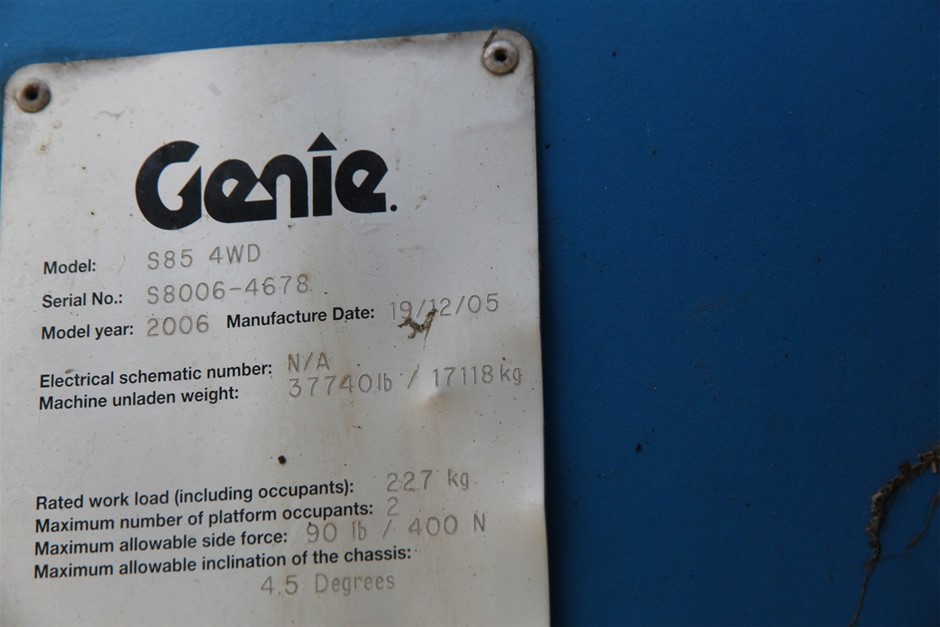 Genie.
Model: S85 4WD
Serial No.: S8006-4678
Model year: 2006 Manufacture Date: 19/12/05
Electrical schematic number: N/A
Machine unladen weight: 37740lb / 17118kg
Rated work load (including occupants): 227 kg
Maximum number of platform occupants: 2
Maximum allowable side force: 90 lb / 400 N
Maximum allowable inclination of the chassis:
4.5 Degrees